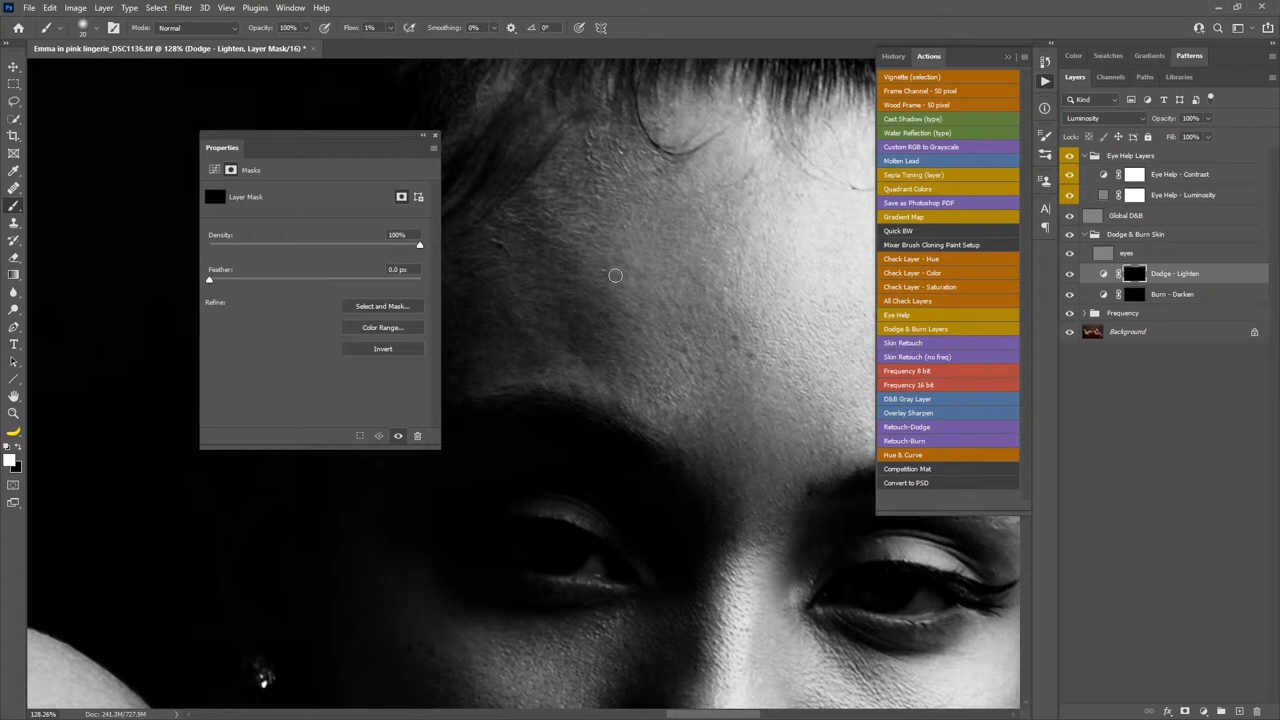 File Edit Image Layer Type Select Filter 3D View Plugins Window Help
20 Mode: Normal Opacity: 100% Flow: 1% Smoothing: 0% 0°
Emma in pink lingerie_DSC1136.tif @ 128% (Dodge - Lighten, Layer Mask/16) *
Properties
Masks
Layer Mask
Density: 100%
Feather: 0.0 px
Refine:
Select and Mask...
Color Range...
Invert
History Actions
Vignette (selection)
Frame Channel - 50 pixel
Wood Frame - 50 pixel
Cast Shadow (type)
Water Reflection (type)
Custom RGB to Grayscale
Molten Lead
Sepia Toning (layer)
Quadrant Colors
Save as Photoshop PDF
Gradient Map
Quick BW
Mixer Brush Cloning Paint Setup
Check Layer - Hue
Check Layer - Color
Check Layer - Saturation
All Check Layers
Eye Help
Dodge & Burn Layers
Skin Retouch
Skin Retouch (no freq)
Frequency 8 bit
Frequency 16 bit
D&B Gray Layer
Overlay Sharpen
Retouch-Dodge
Retouch-Burn
Hue & Curve
Competition Mat
Convert to PSD
Color Swatches Gradients Patterns
Layers Channels Paths Libraries
Kind
Luminosity Opacity: 100%
Lock: Fill: 100%
Eye Help Layers
Eye Help - Contrast
Eye Help - Luminosity
Global D&B
Dodge & Burn Skin
eyes
Dodge - Lighten
Burn - Darken
Frequency
Background
128.26% Doc: 241.3M/727.9M